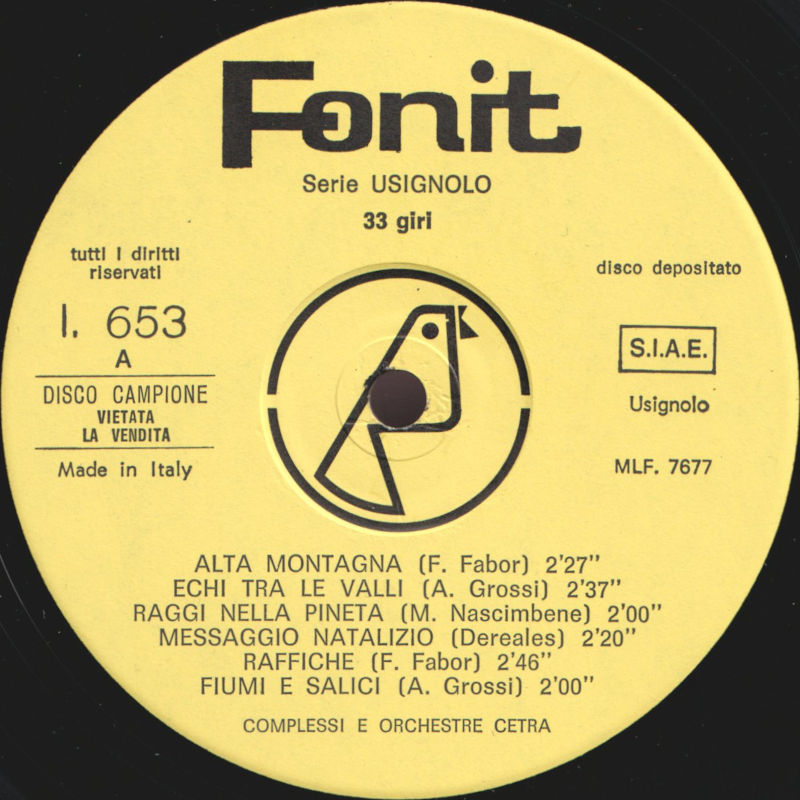 Fonit
Serie USIGNOLO
33 giri
tutti i diritti
riservati
disco depositato
I. 653
A
DISCO CAMPIONE
VIETATA
LA VENDITA
Made in Italy
S.I.A.E.
Usignolo
MLF. 7677
ALTA MONTAGNA (F. Fabor) 2'27"
ECHI TRA LE VALLI (A. Grossi) 2'37"
RAGGI NELLA PINETA (M. Nascimbene) 2'00"
MESSAGGIO NATALIZIO (Dereales) 2'20"
RAFFICHE (F. Fabor) 2'46"
FIUMI E SALICI (A. Grossi) 2'00"
COMPLESSI E ORCHESTRE CETRA